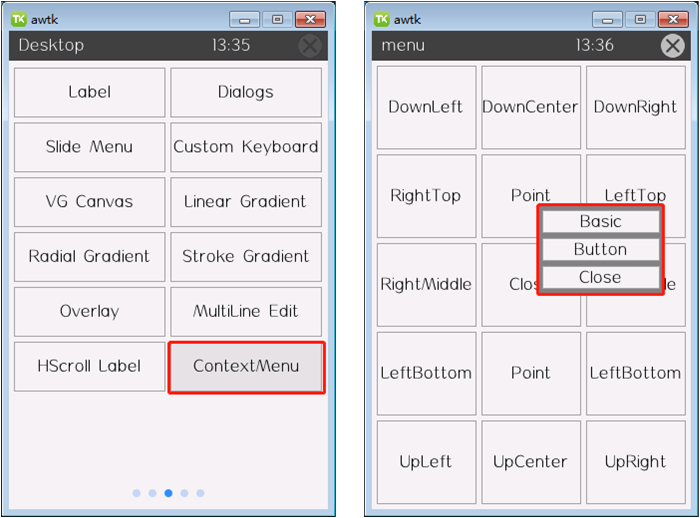 TK awtk
Desktop 13:35
Label Dialogs
Slide Menu Custom Keyboard
VG Canvas Linear Gradient
Radial Gradient Stroke Gradient
Overlay MultiLine Edit
HScroll Label ContextMenu
TK awtk
menu 13:36
DownLeft DownCenter DownRight
RightTop Point LeftTop
Basic
Button
Close
RightMiddle Clos le
LeftBottom Point LeftBottom
UpLeft UpCenter UpRight